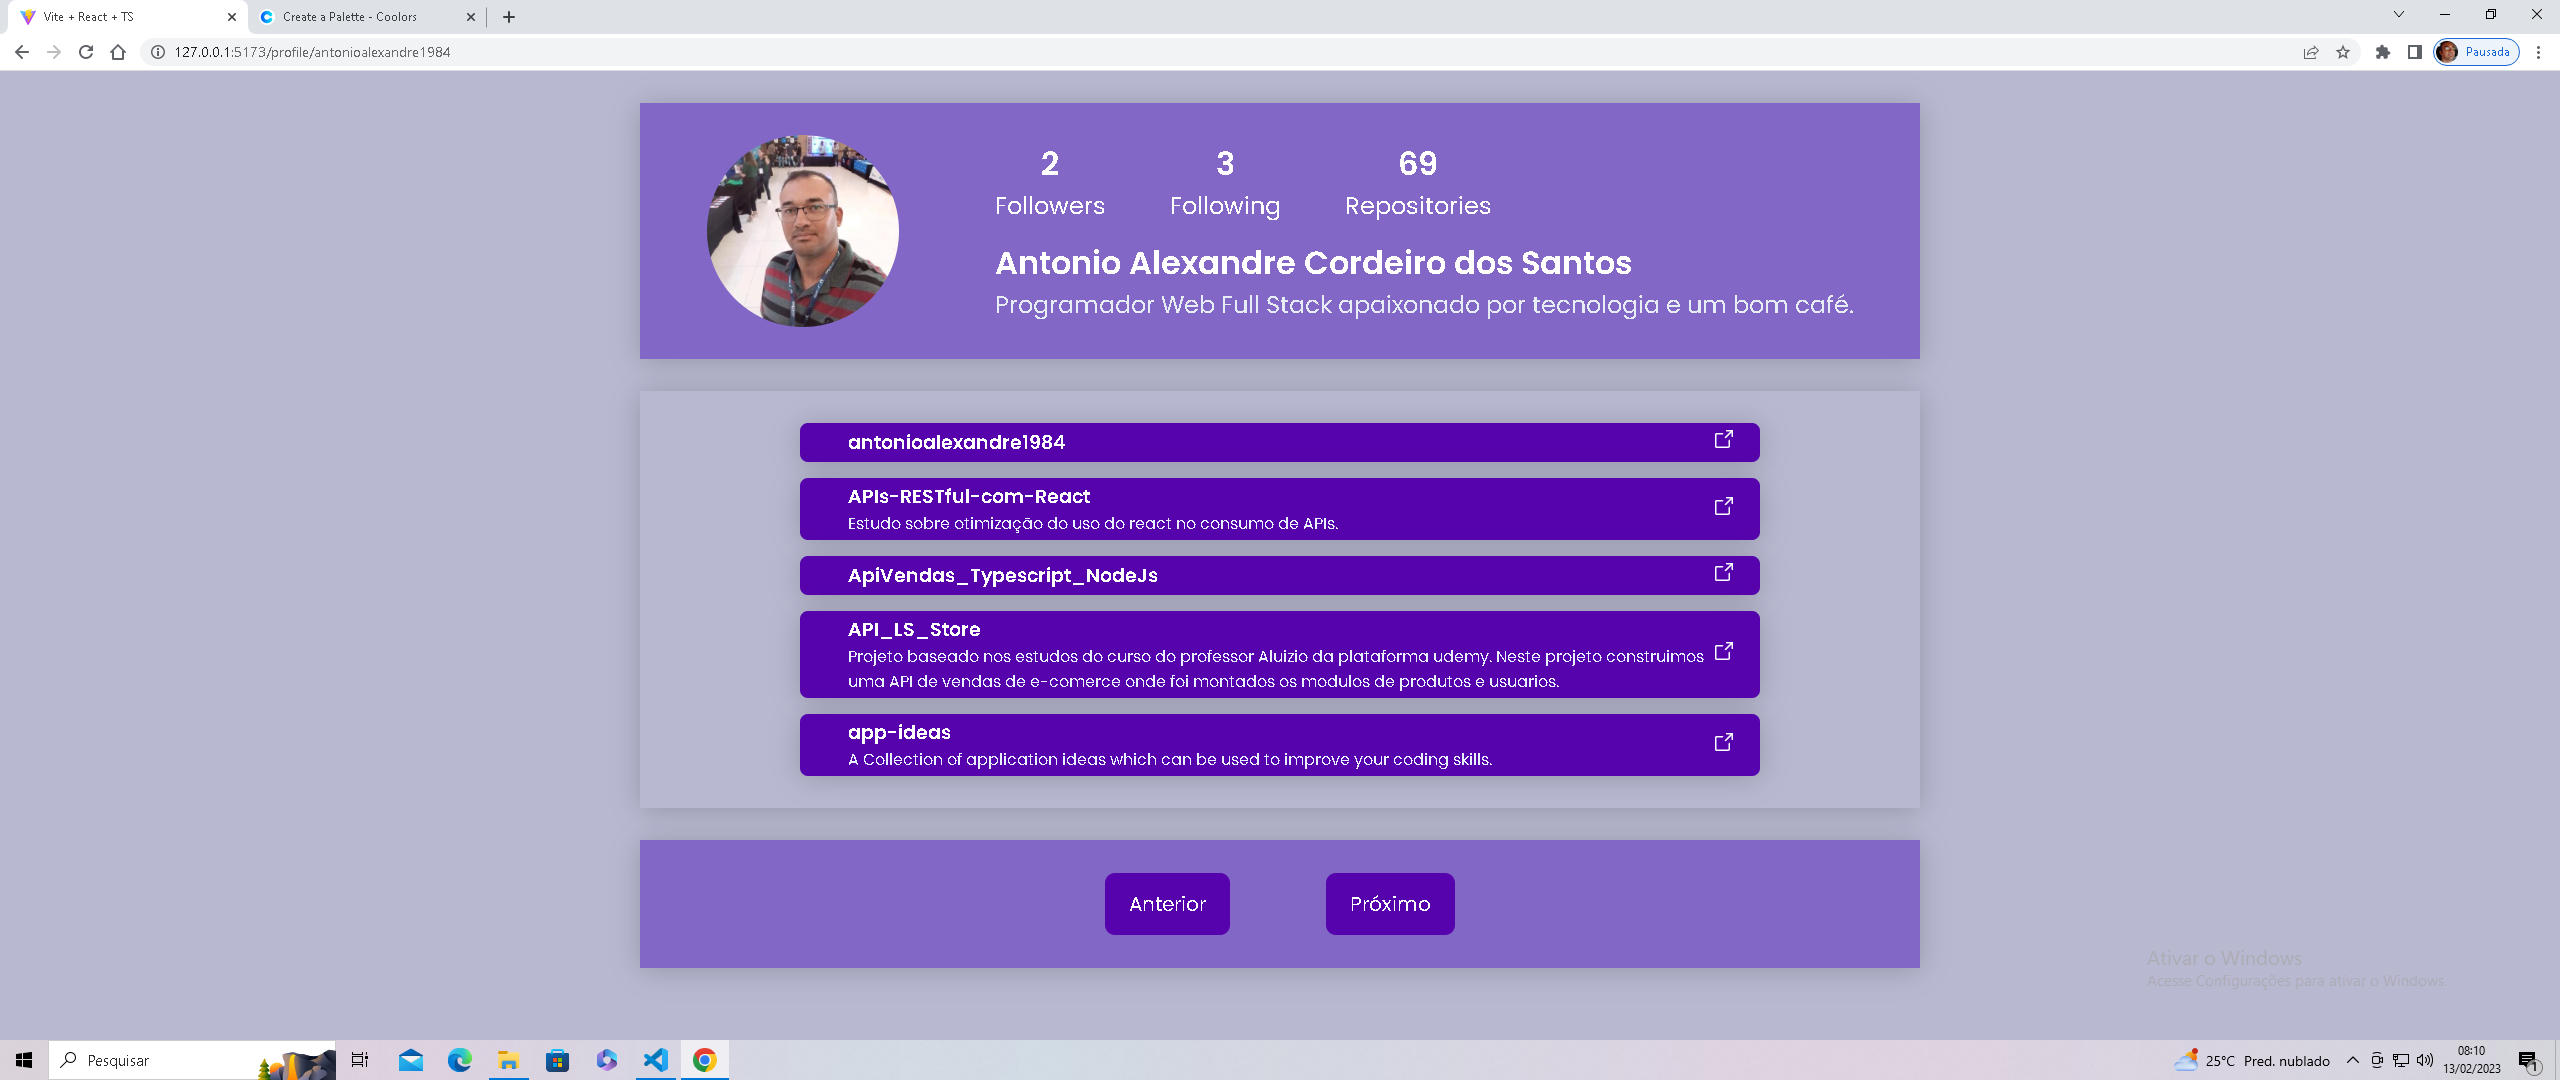 Vite + React + TS
Create a Palette - Coolors
127.0.0.1:5173/profile/antonioalexandre1984
Pausada
2
3
69
Followers
Following
Repositories
Antonio Alexandre Cordeiro dos Santos
Programador Web Full Stack apaixonado por tecnologia e um bom café.
antonioalexandre1984
APIs-RESTful-com-React
Estudo sobre otimização do uso do react no consumo de APIs.
ApiVendas_Typescript_NodeJs
API_LS_Store
Projeto baseado nos estudos do curso do professor Aluizio da plataforma udemy. Neste projeto construimos
uma API de vendas de e-comerce onde foi montados os modulos de produtos e usuarios.
app-ideas
A Collection of application ideas which can be used to improve your coding skills.
Anterior
Próximo
Ativar o Windows
Acesse Configurações para ativar o Windows.
Pesquisar
25°C Pred. nublado
08:10
13/02/2023
1